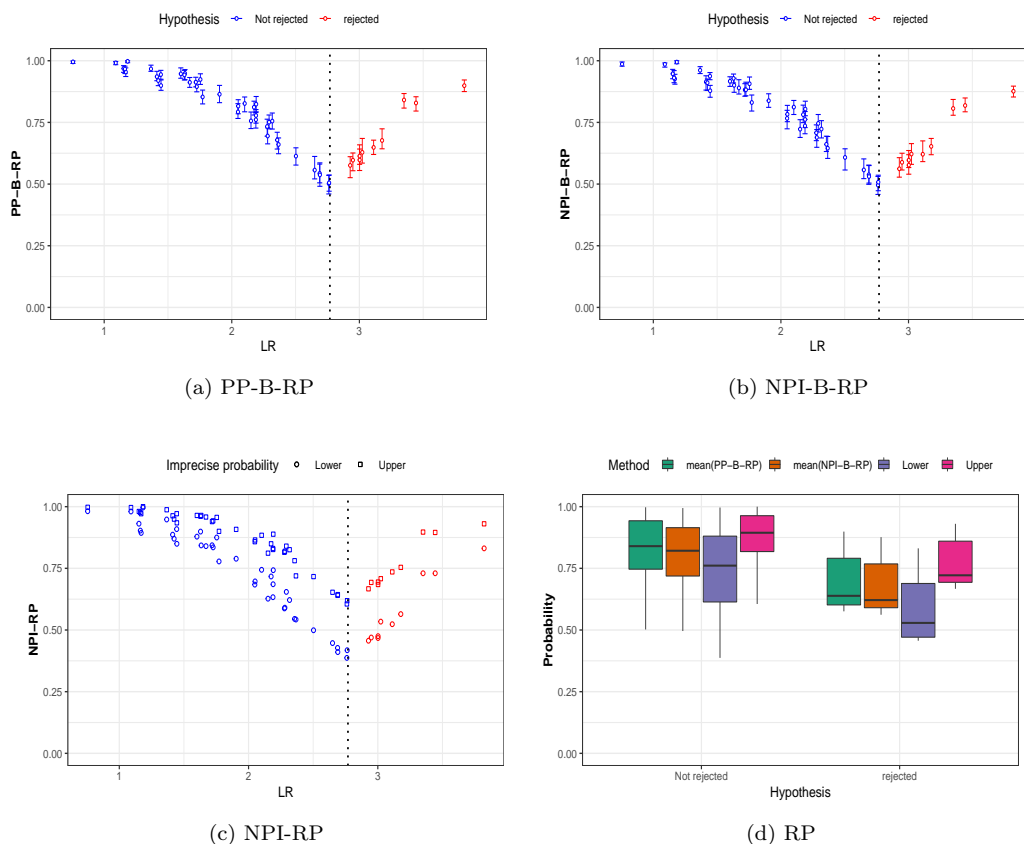 Hypothesis Not rejected rejected
1.00
0.75
0.50
0.25
0.00
PP−B−RP
1 2 3
LR
(a) PP-B-RP
Hypothesis Not rejected rejected
1.00
0.75
0.50
0.25
0.00
NPI−B−RP
1 2 3
LR
(b) NPI-B-RP
Imprecise probability Lower Upper
1.00
0.75
0.50
0.25
0.00
NPI−RP
1 2 3
LR
(c) NPI-RP
Method mean(PP−B−RP) mean(NPI−B−RP) Lower Upper
1.00
0.75
0.50
0.25
0.00
Probability
Not rejected rejected
Hypothesis
(d) RP